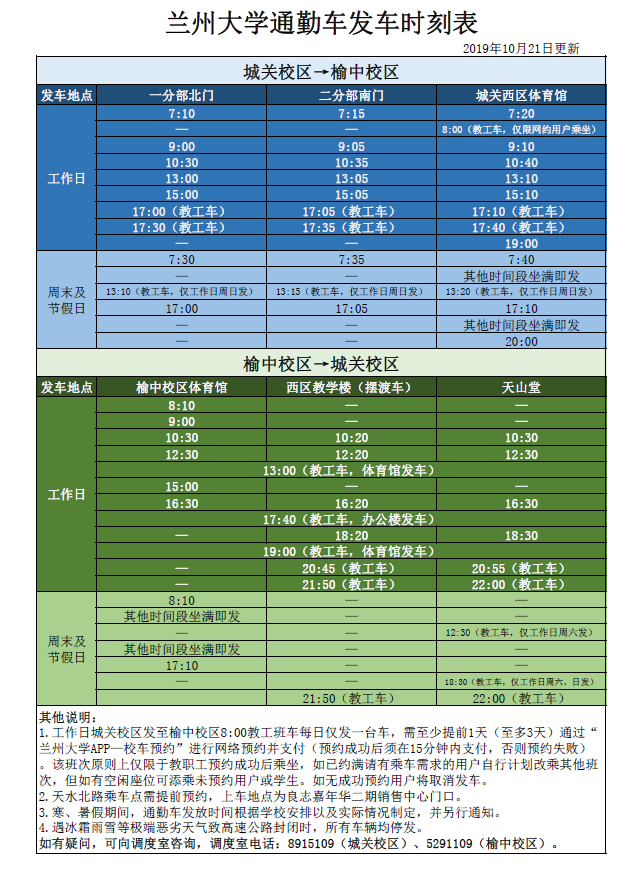 兰州大学通勤车发车时刻表
2019年10月21日更新
城关校区→榆中校区
发车地点 一分部北门 二分部南门 城关西区体育馆
工作日
7:10 7:15 7:20
— — 8:00（教工车，仅限网约用户乘坐）
9:00 9:05 9:10
10:30 10:35 10:40
13:00 13:05 13:10
15:00 15:05 15:10
17:00（教工车） 17:05（教工车） 17:10（教工车）
17:30（教工车） 17:35（教工车） 17:40（教工车）
— — 19:00
周末及
节假日
7:30 7:35 7:40
— — 其他时间段坐满即发
13:10（教工车，仅工作日周日发） 13:15（教工车，仅工作日周日发） 13:20（教工车，仅工作日周日发）
17:00 17:05 17:10
— — 其他时间段坐满即发
— — 20:00
榆中校区→城关校区
发车地点 榆中校区体育馆 西区教学楼（摆渡车） 天山堂
工作日
8:10 — —
9:00 — —
10:30 10:20 10:30
12:30 12:20 12:30
13:00（教工车，体育馆发车）
15:00 — —
16:30 16:20 16:30
17:40（教工车，办公楼发车）
— 18:20 18:30
19:00（教工车，体育馆发车）
— 20:45（教工车） 20:55（教工车）
— 21:50（教工车） 22:00（教工车）
周末及
节假日
8:10 — —
其他时间段坐满即发 — —
— — 12:30（教工车，仅工作日周六发）
其他时间段坐满即发 — —
17:10 — —
— — 18:30（教工车，仅工作日周六、日发）
21:50（教工车） 22:00（教工车）
其他说明：
1.工作日城关校区发至榆中校区8:00教工班车每日仅发一台车，需至少提前1天（至多3天）通过“
兰州大学APP—校车预约”进行网络预约并支付（预约成功后须在15分钟内支付，否则预约失败）
。该班次原则上仅限于教职工预约成功后乘坐，如已约满请有乘车需求的用户自行计划改乘其他班
次，但如有空闲座位可添乘未预约用户或学生。如无成功预约用户将取消发车。
2.天水北路乘车点需提前预约，上车地点为良志嘉年华二期销售中心门口。
3.寒、暑假期间，通勤车发放时间根据学校安排以及实际情况制定，并另行通知。
4.遇冰霜雨雪等极端恶劣天气致高速公路封闭时，所有车辆均停发。
如有疑问，可向调度室咨询，调度室电话：8915109（城关校区）、5291109（榆中校区）。